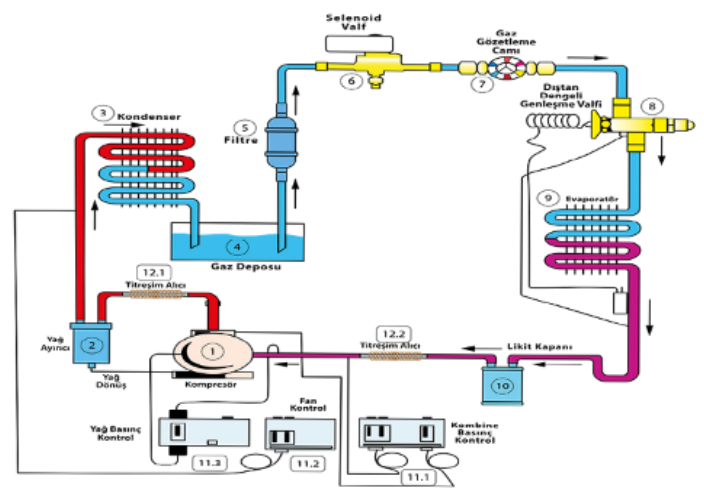 Selenoid
Valf
6
Gaz
Gözetleme
Camı
7
Dıştan
Dengeli
Genleşme Valfi
8
3
Kondenser
5
Filtre
9
Evaporatör
4
Gaz Deposu
12.1
Titreşim Alıcı
Yağ
Ayırıcı
2
Yağ
Dönüş
1
Kompresör
12.2
Titreşim Alıcı
Likit Kapanı
10
Yağ Basınç
Kontrol
11.3
Fan
Kontrol
11.2
Kombine
Basınç
Kontrol
11.1